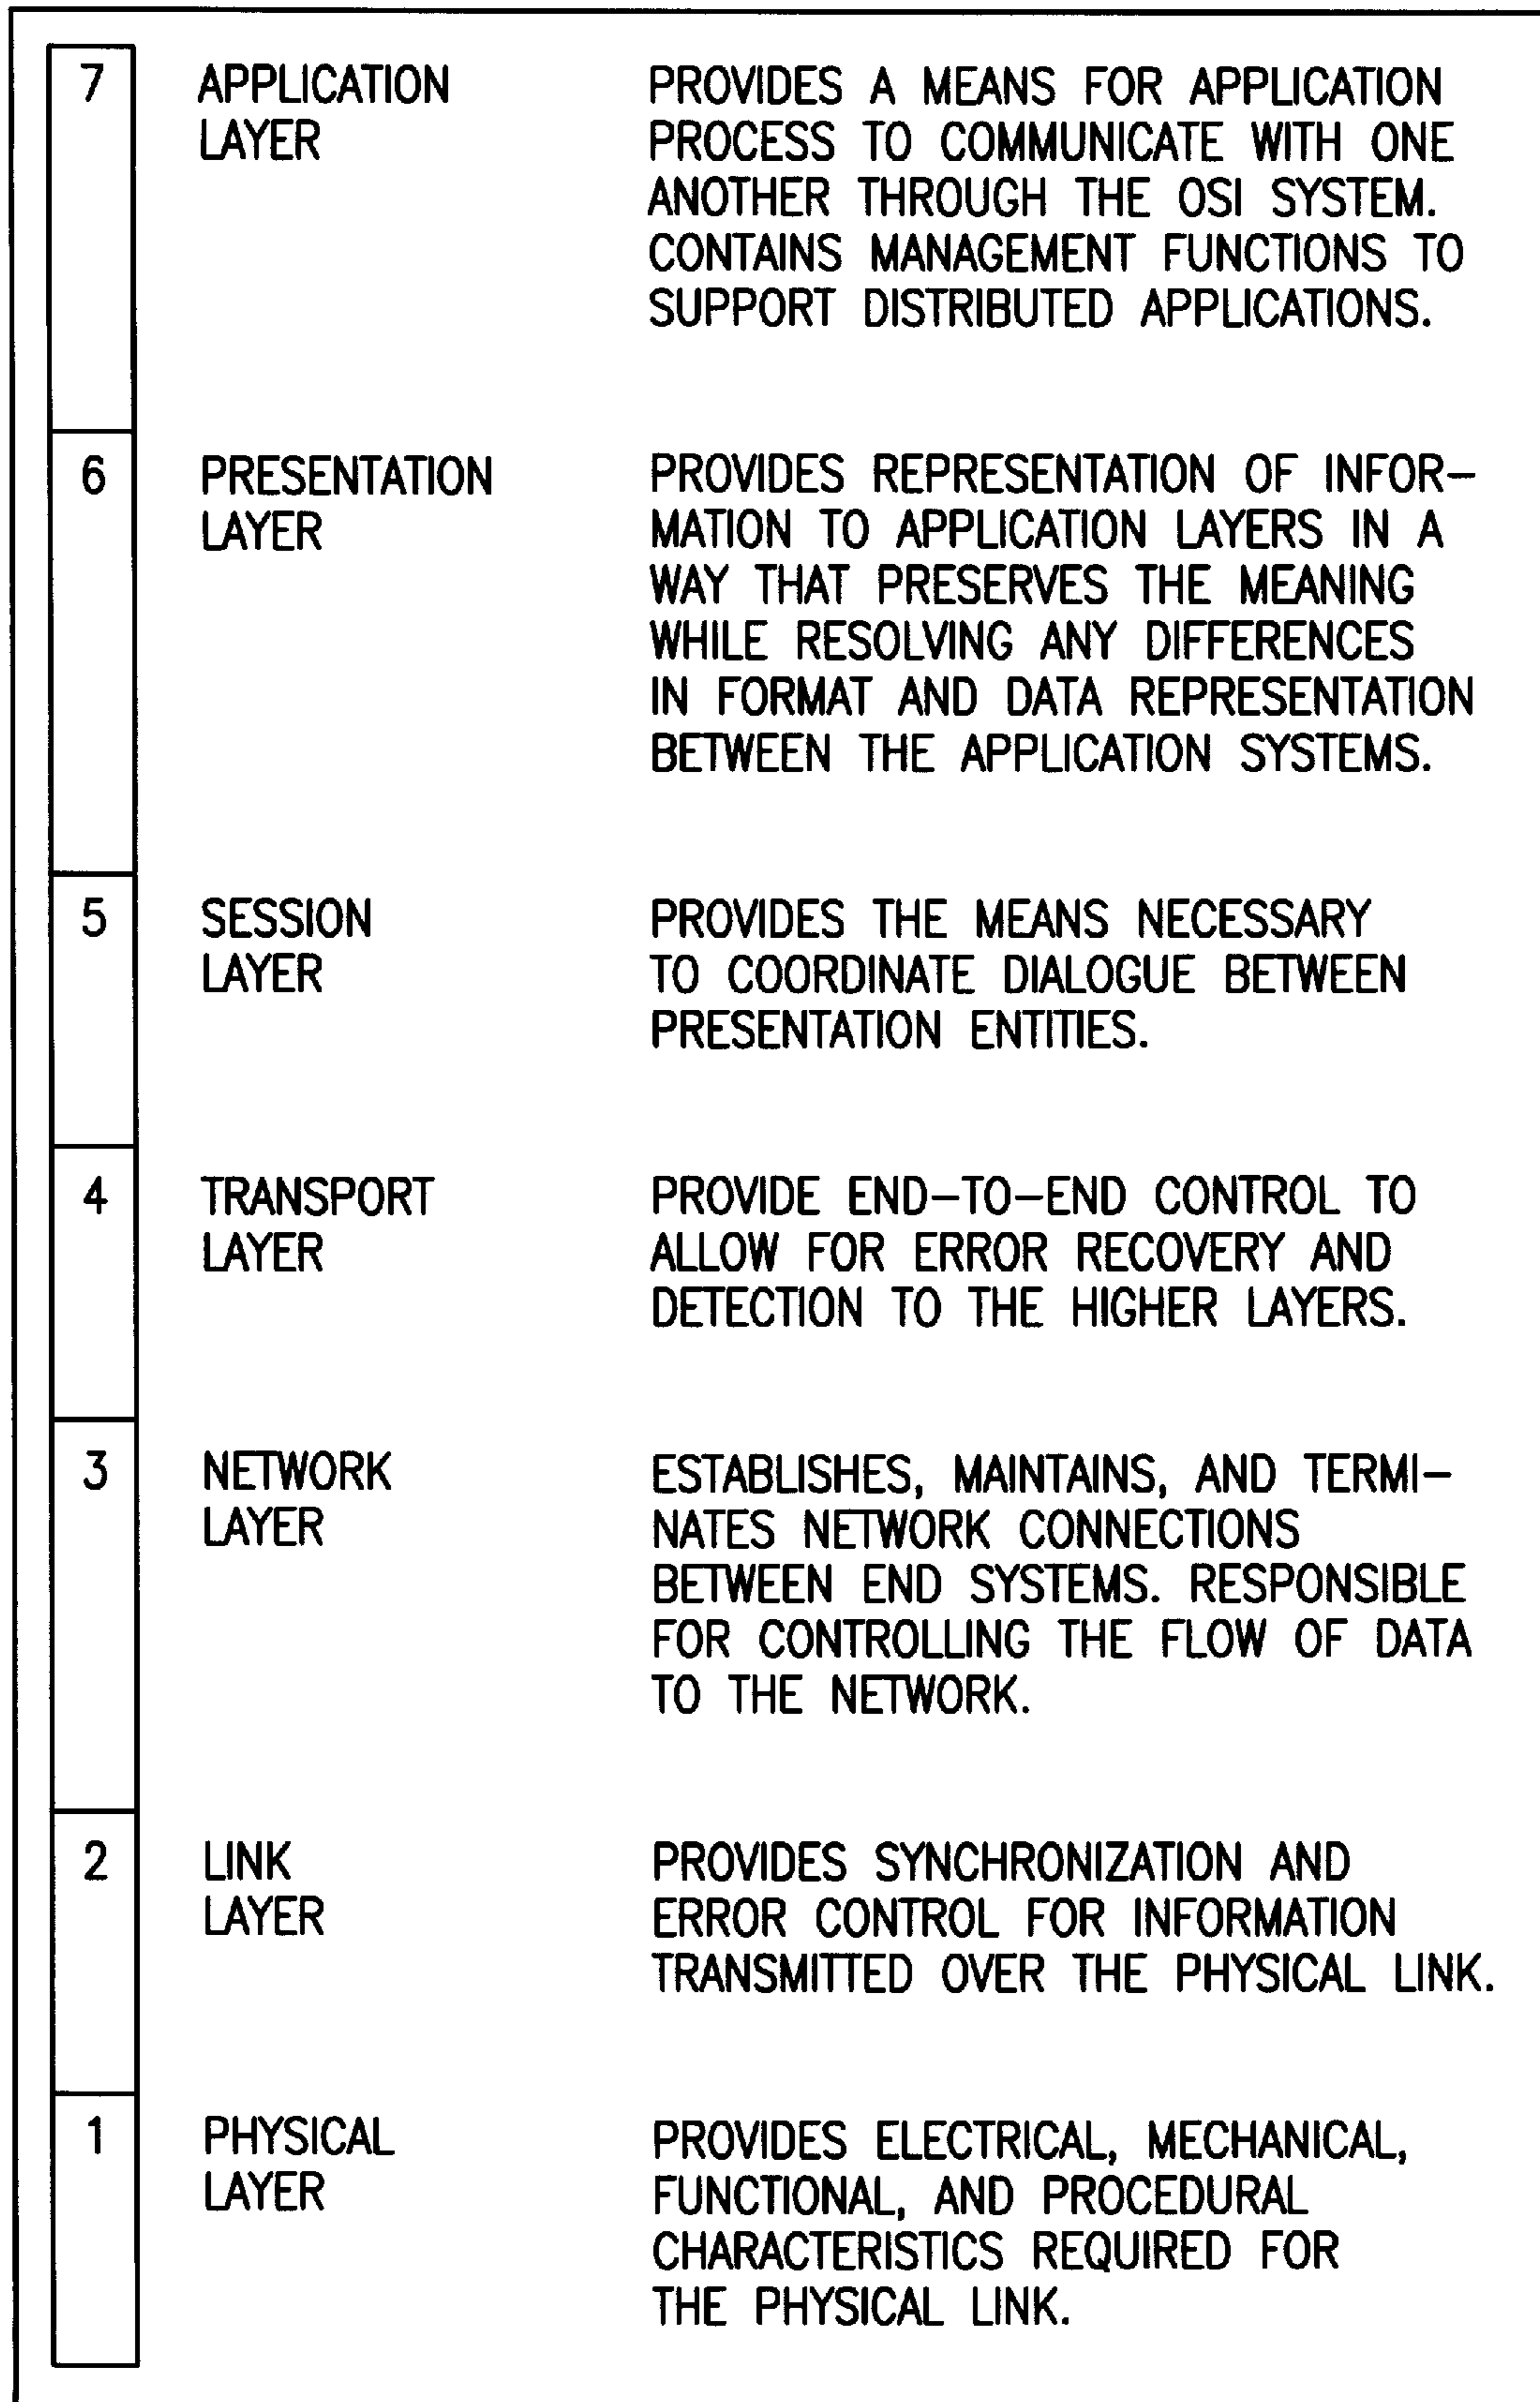 7 APPLICATION LAYER
PROVIDES A MEANS FOR APPLICATION
PROCESS TO COMMUNICATE WITH ONE
ANOTHER THROUGH THE OSI SYSTEM.
CONTAINS MANAGEMENT FUNCTIONS TO
SUPPORT DISTRIBUTED APPLICATIONS.
6 PRESENTATION LAYER
PROVIDES REPRESENTATION OF INFOR-
MATION TO APPLICATION LAYERS IN A
WAY THAT PRESERVES THE MEANING
WHILE RESOLVING ANY DIFFERENCES
IN FORMAT AND DATA REPRESENTATION
BETWEEN THE APPLICATION SYSTEMS.
5 SESSION LAYER
PROVIDES THE MEANS NECESSARY
TO COORDINATE DIALOGUE BETWEEN
PRESENTATION ENTITIES.
4 TRANSPORT LAYER
PROVIDE END-TO-END CONTROL TO
ALLOW FOR ERROR RECOVERY AND
DETECTION TO THE HIGHER LAYERS.
3 NETWORK LAYER
ESTABLISHES, MAINTAINS, AND TERMI-
NATES NETWORK CONNECTIONS
BETWEEN END SYSTEMS. RESPONSIBLE
FOR CONTROLLING THE FLOW OF DATA
TO THE NETWORK.
2 LINK LAYER
PROVIDES SYNCHRONIZATION AND
ERROR CONTROL FOR INFORMATION
TRANSMITTED OVER THE PHYSICAL LINK.
1 PHYSICAL LAYER
PROVIDES ELECTRICAL, MECHANICAL,
FUNCTIONAL, AND PROCEDURAL
CHARACTERISTICS REQUIRED FOR
THE PHYSICAL LINK.